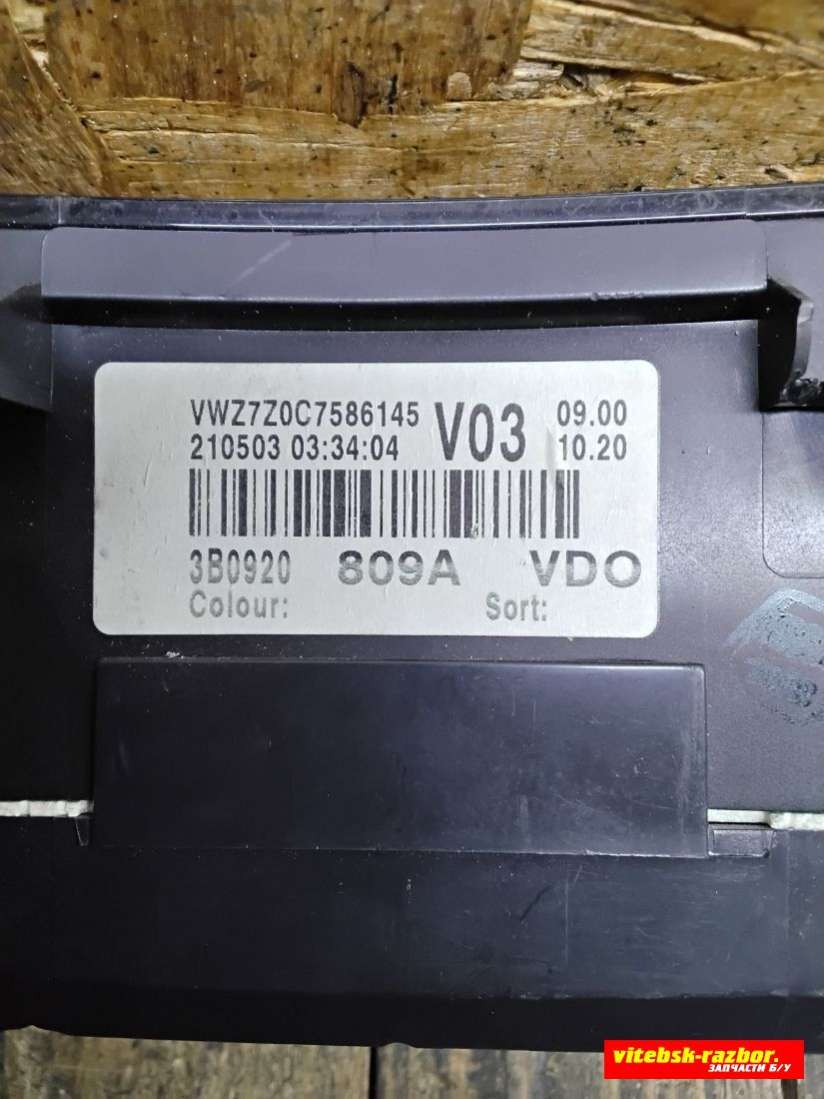 VWZ7Z0C7586145 V03 09.00
210503 03:34:04 10.20
3B0920 809A VDO
Colour: Sort:
vitebsk-razbor.
ЗАПЧАСТИ Б/У